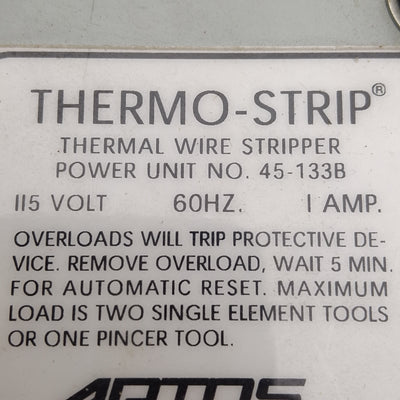 THERMO-STRIP®
THERMAL WIRE STRIPPER
POWER UNIT NO. 45-133B
115 VOLT 60HZ. 1 AMP.
OVERLOADS WILL TRIP PROTECTIVE DE-
VICE. REMOVE OVERLOAD, WAIT 5 MIN.
FOR AUTOMATIC RESET. MAXIMUM
LOAD IS TWO SINGLE ELEMENT TOOLS
OR ONE PINCER TOOL.
ARTOS